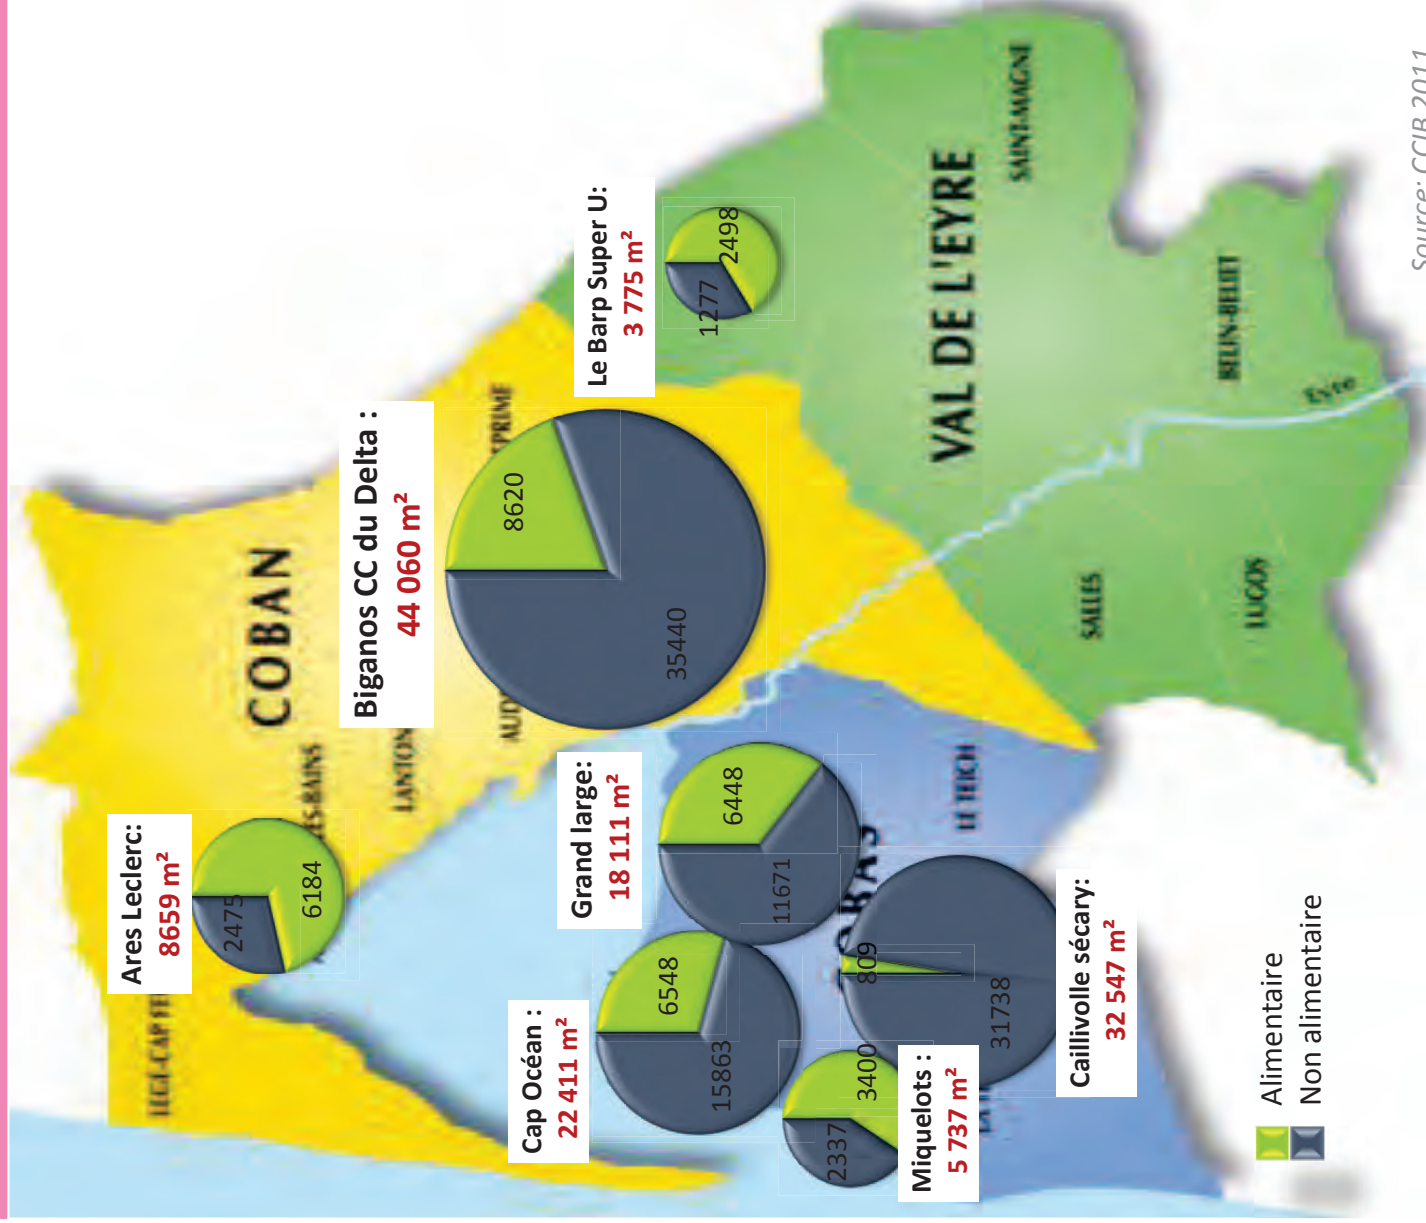 Ares Leclerc:
8659 m²
2475
6184
COBAN
Biganos CC du Delta :
44 060 m²
8620
35440
Le Barp Super U:
3 775 m²
1277
2498
Cap Océan :
22 411 m²
6548
15863
Grand large:
18 111 m²
6448
11671
Miquelots :
5 737 m²
3400
2337
Caillivolle sécary:
32 547 m²
809
31738
LE TEICH
VAL DE L'EYRE
SAINT-MAGNE
BELIN-BELIET
Eyre
SALLES
LUGOS
Alimentaire
Non alimentaire
Source: CCIB 2011